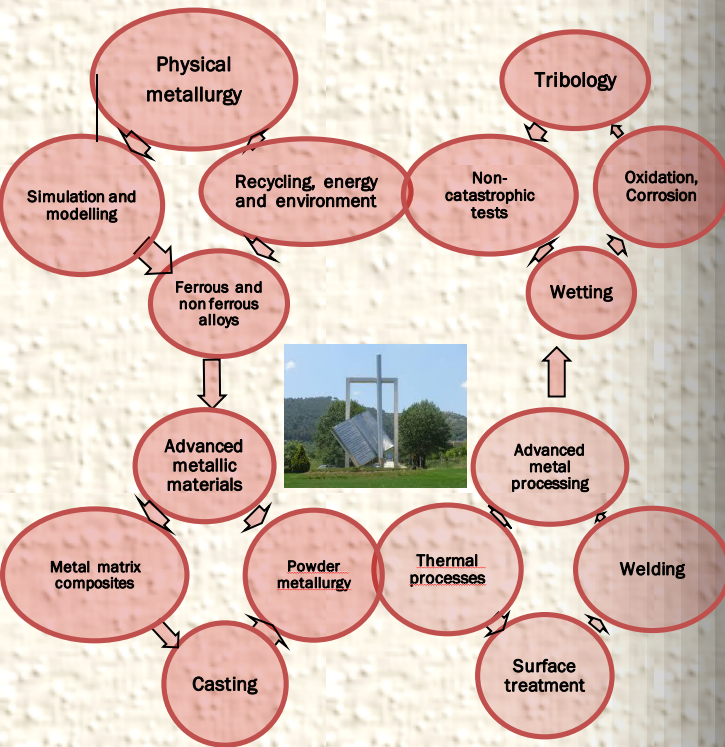 Physical
metallurgy
Tribology
Simulation and
modelling
Recycling, energy
and environment
Non-
catastrophic
tests
Oxidation,
Corrosion
Ferrous and
non ferrous
alloys
Wetting
Advanced
metallic
materials
Advanced
metal
processing
Metal matrix
composites
Powder
metallurgy
Thermal
processes
Welding
Casting
Surface
treatment